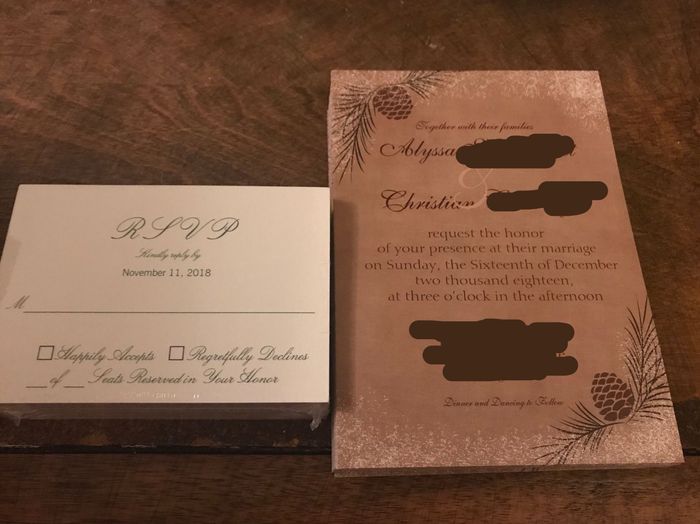 RSVP
Kindly reply by
November 11, 2018
M
Happily Accepts Regretfully Declines
__ of __ Seats Reserved in Your Honor
Together with their families
Alyssa
&
Christian
request the honor
of your presence at their marriage
on Sunday, the Sixteenth of December
two thousand eighteen,
at three o'clock in the afternoon
Dinner and Dancing to Follow